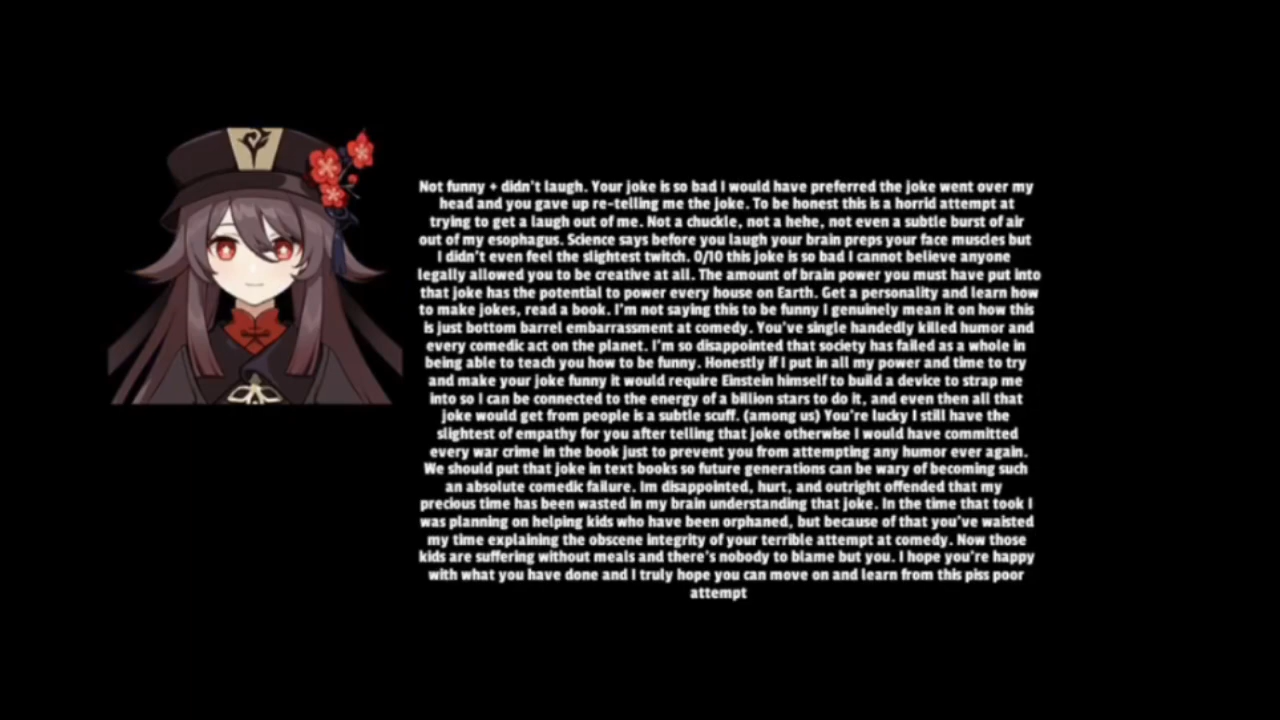 Not funny + didn't laugh. Your joke is so bad I would have preferred the joke went over my
head and you gave up re-telling me the joke. To be honest this is a horrid attempt at
trying to get a laugh out of me. Not a chuckle, not a hehe, not even a subtle burst of air
out of my esophagus. Science says before you laugh your brain preps your face muscles but
I didn't even feel the slightest twitch. 0/10 this joke is so bad I cannot believe anyone
legally allowed you to be creative at all. The amount of brain power you must have put into
that joke has the potential to power every house on Earth. Get a personality and learn how
to make jokes, read a book. I'm not saying this to be funny I genuinely mean it on how this
is just bottom barrel embarrassment at comedy. You've single handedly killed humor and
every comedic act on the planet. I'm so disappointed that society has failed as a whole in
being able to teach you how to be funny. Honestly if I put in all my power and time to try
and make your joke funny it would require Einstein himself to build a device to strap me
into so I can be connected to the energy of a billion stars to do it, and even then all that
joke would get from people is a subtle scuff. (among us) You're lucky I still have the
slightest of empathy for you after telling that joke otherwise I would have committed
every war crime in the book just to prevent you from attempting any humor ever again.
We should put that joke in text books so future generations can be wary of becoming such
an absolute comedic failure. Im disappointed, hurt, and outright offended that my
precious time has been wasted in my brain understanding that joke. In the time that took I
was planning on helping kids who have been orphaned, but because of that you've waisted
my time explaining the obscene integrity of your terrible attempt at comedy. Now those
kids are suffering without meals and there's nobody to blame but you. I hope you're happy
with what you have done and I truly hope you can move on and learn from this piss poor
attempt